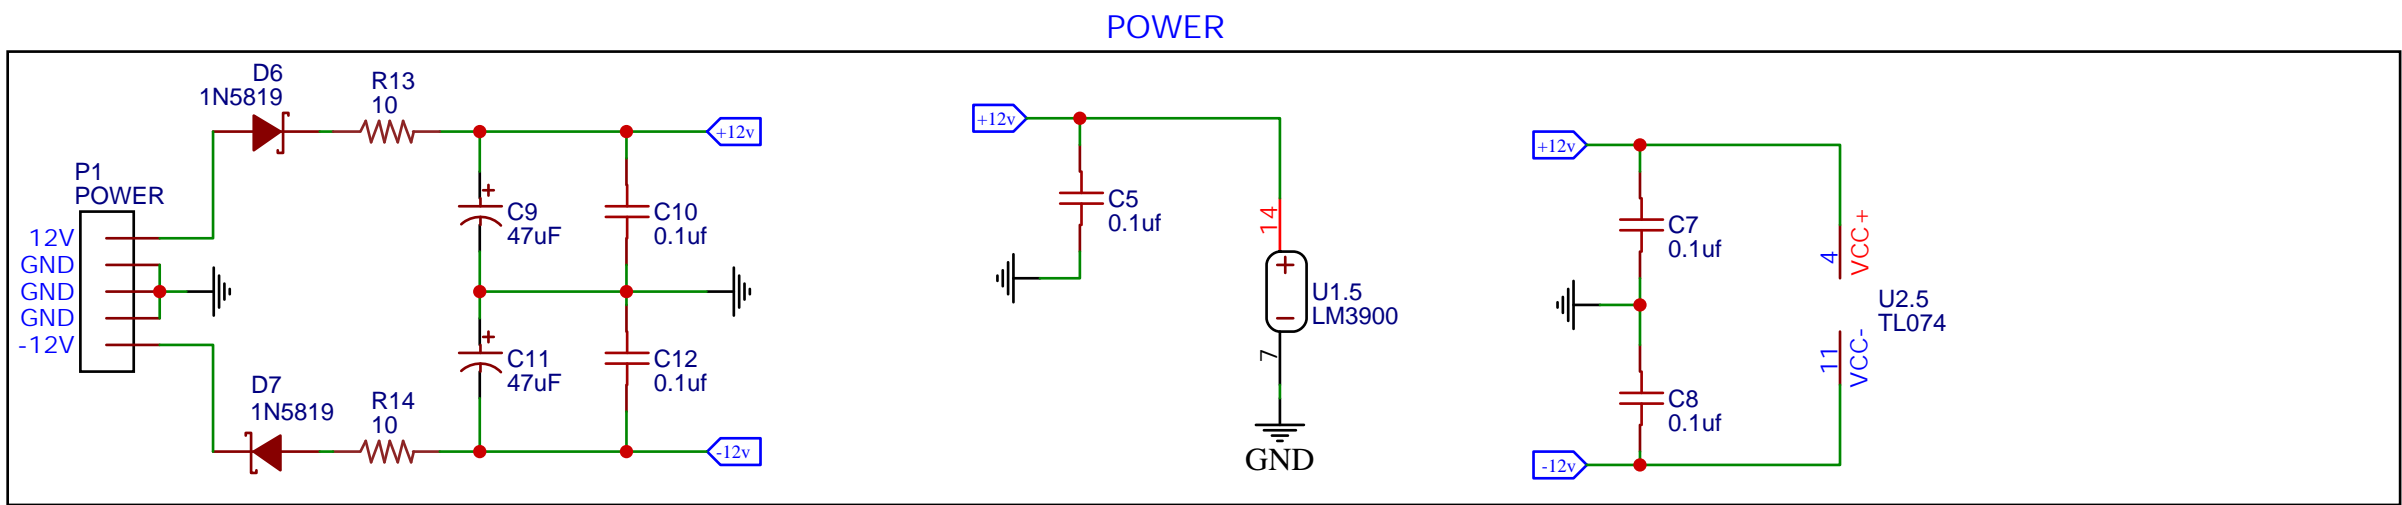 POWER
D6
1N5819
R13
10
+12v
P1
POWER
12V
GND
GND
GND
-12V
+
C9
47uF
C10
0.1uf
+
C11
47uF
C12
0.1uf
D7
1N5819
R14
10
-12v
+12v
C5
0.1uf
14
+
−
U1.5
LM3900
7
GND
+12v
C7
0.1uf
4
VCC+
U2.5
TL074
11
VCC-
C8
0.1uf
-12v